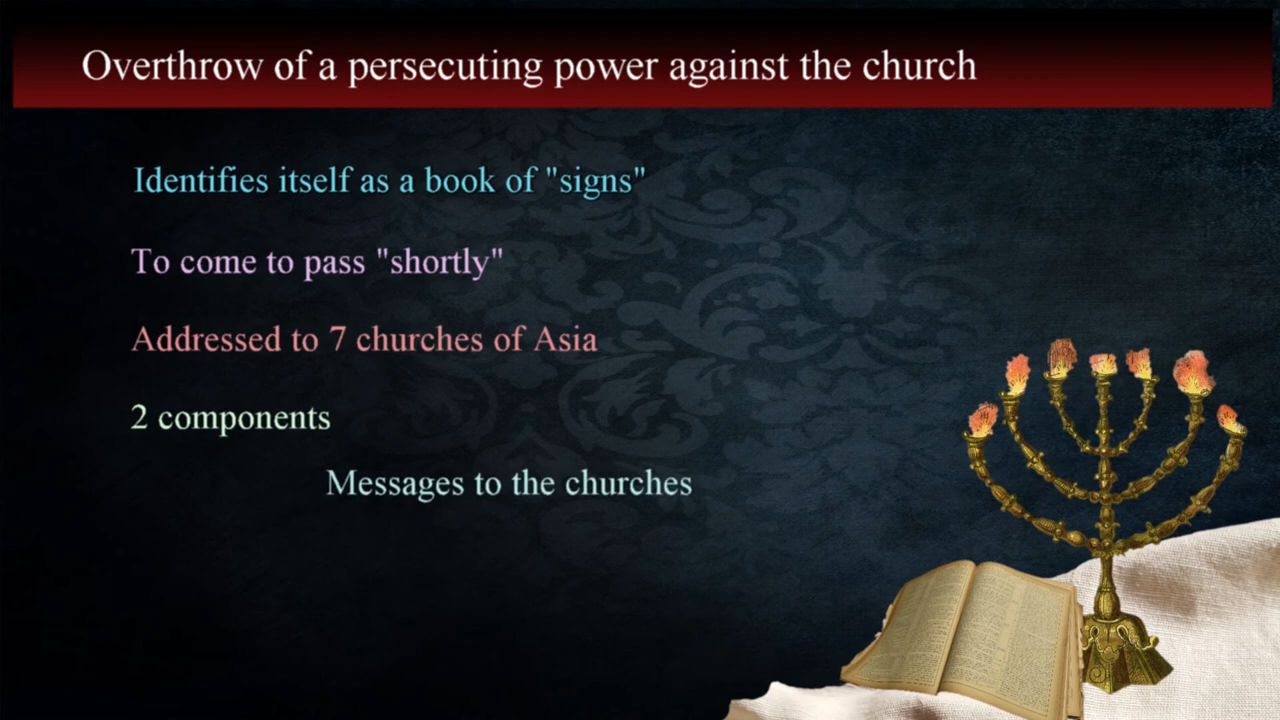 Overthrow of a persecuting power against the church
Identifies itself as a book of "signs"
To come to pass "shortly"
Addressed to 7 churches of Asia
2 components
Messages to the churches